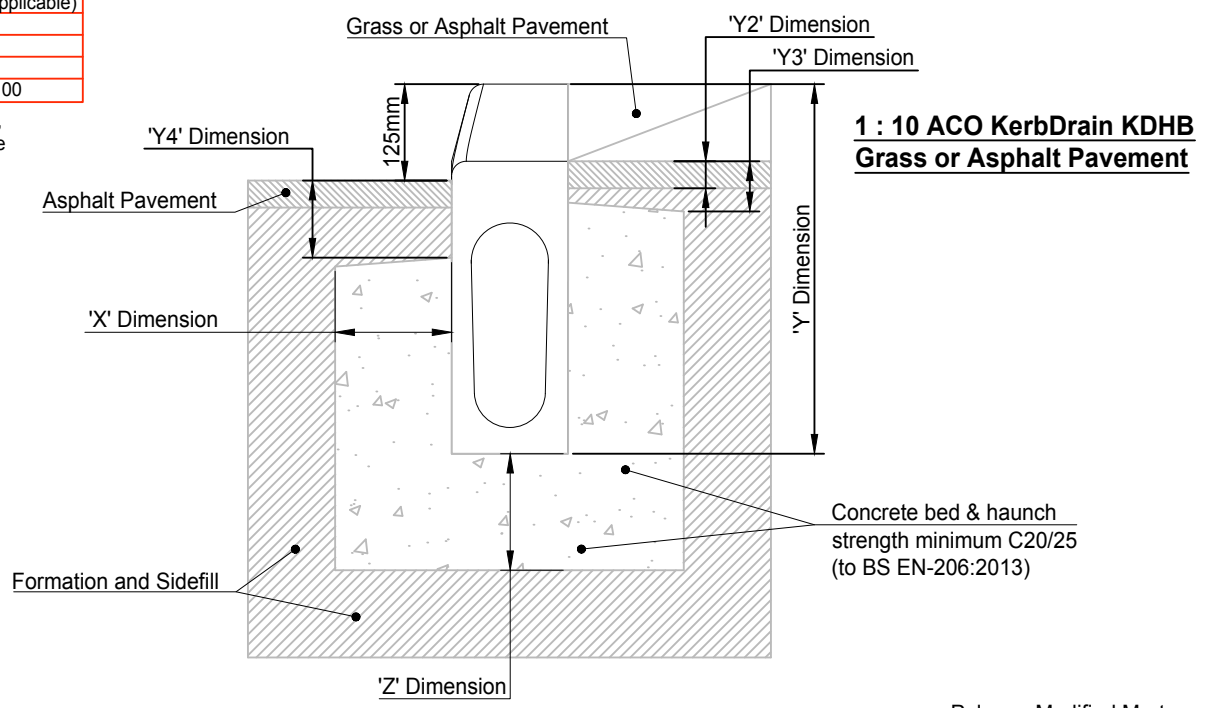 pplicable)
00
e
Grass or Asphalt Pavement
'Y2' Dimension
'Y3' Dimension
125mm
'Y4' Dimension
1 : 10 ACO KerbDrain KDHB
Grass or Asphalt Pavement
Asphalt Pavement
'Y' Dimension
'X' Dimension
Concrete bed & haunch
strength minimum C20/25
(to BS EN-206:2013)
Formation and Sidefill
'Z' Dimension